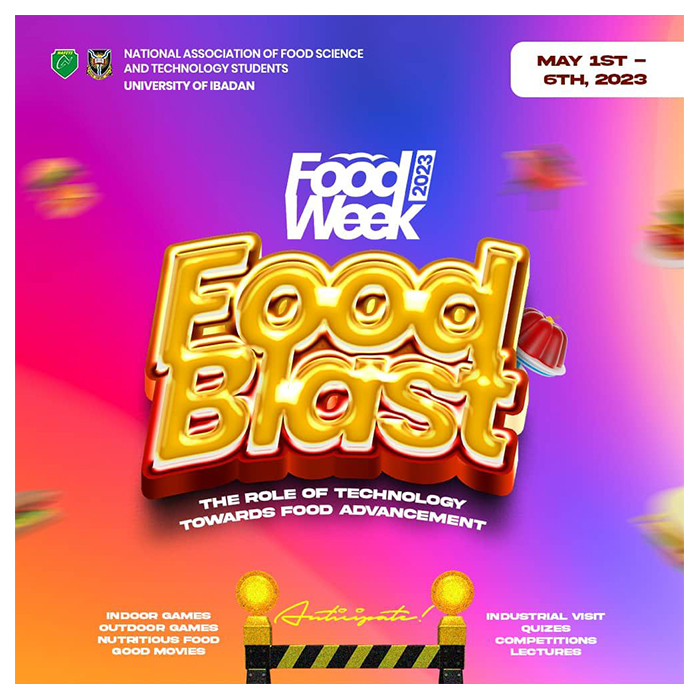 NATIONAL ASSOCIATION OF FOOD SCIENCE
AND TECHNOLOGY STUDENTS
UNIVERSITY OF IBADAN
MAY 1ST –
6TH, 2023
Food
Week
2023
Food
Blast
THE ROLE OF TECHNOLOGY
TOWARDS FOOD ADVANCEMENT
Anticipate!
INDOOR GAMES
OUTDOOR GAMES
NUTRITIOUS FOOD
GOOD MOVIES
INDUSTRIAL VISIT
QUIZES
COMPETITIONS
LECTURES